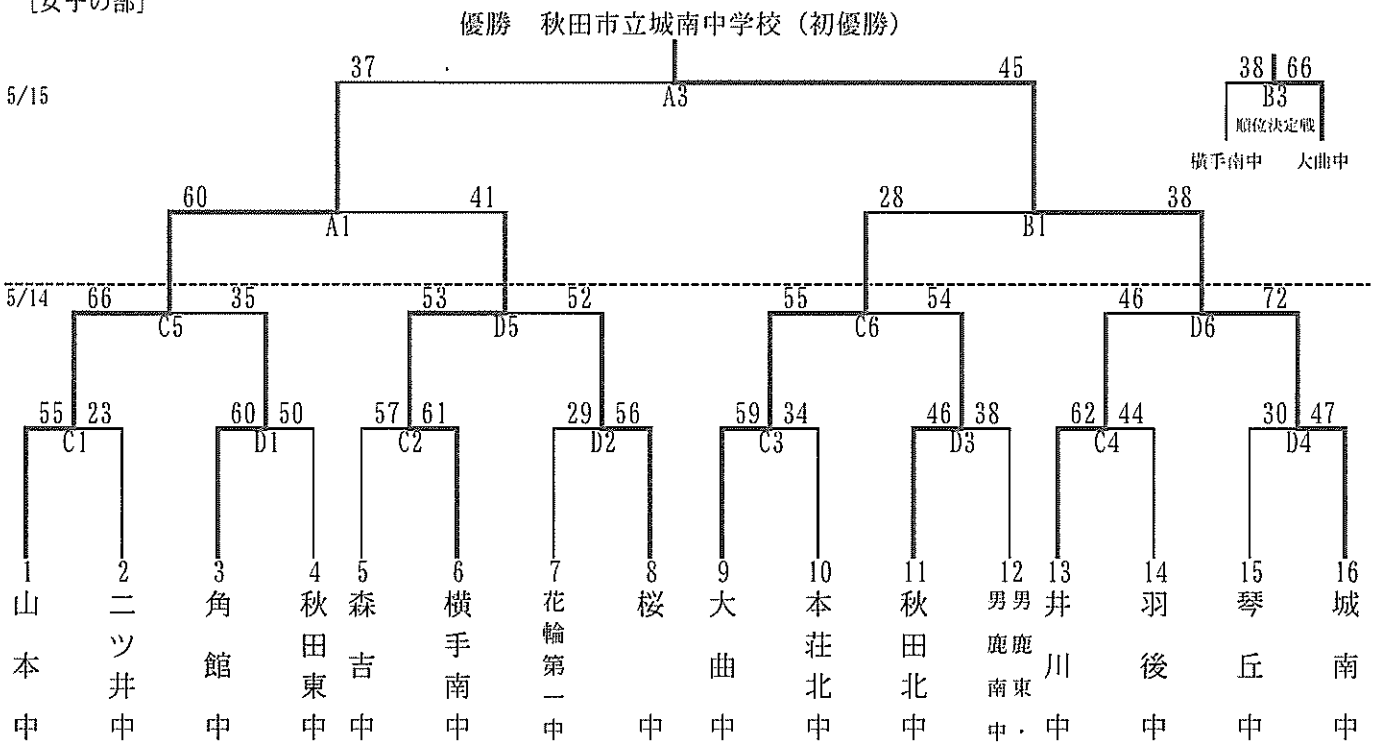 [女子の部]
優勝 秋田市立城南中学校（初優勝）
37 45 38 66
5/15 A3 B3
順位決定戦
横手南中 大曲中
60 41 28 38
A1 B1
5/14 66 35 53 52 55 54 46 72
C5 D5 C6 D6
55 23 60 50 57 61 29 56 59 34 46 38 62 44 30 47
C1 D1 C2 D2 C3 D3 C4 D4
1 2 3 4 5 6 7 8 9 10 11 12 13 14 15 16
山本中
二ツ井中
角館中
秋田東中
森吉中
横手南中
花輪第一中
桜中
大曲中
本荘北中
秋田北中
男鹿東・
男鹿南中
井川中
羽後中
琴丘中
城南中